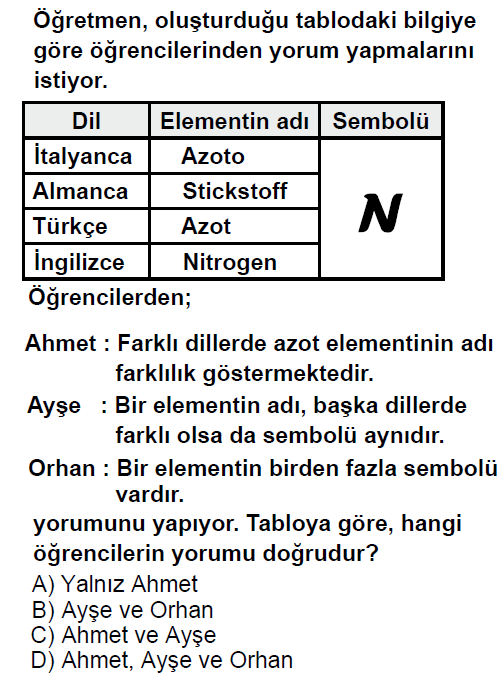 Öğretmen, oluşturduğu tablodaki bilgiye
göre öğrencilerinden yorum yapmalarını
istiyor.
Dil Elementin adı Sembolü
İtalyanca Azoto
Almanca Stickstoff
N
Türkçe Azot
İngilizce Nitrogen
Öğrencilerden;
Ahmet : Farklı dillerde azot elementinin adı
farklılık göstermektedir.
Ayşe : Bir elementin adı, başka dillerde
farklı olsa da sembolü aynıdır.
Orhan : Bir elementin birden fazla sembolü
vardır.
yorumunu yapıyor. Tabloya göre, hangi
öğrencilerin yorumu doğrudur?
A) Yalnız Ahmet
B) Ayşe ve Orhan
C) Ahmet ve Ayşe
D) Ahmet, Ayşe ve Orhan